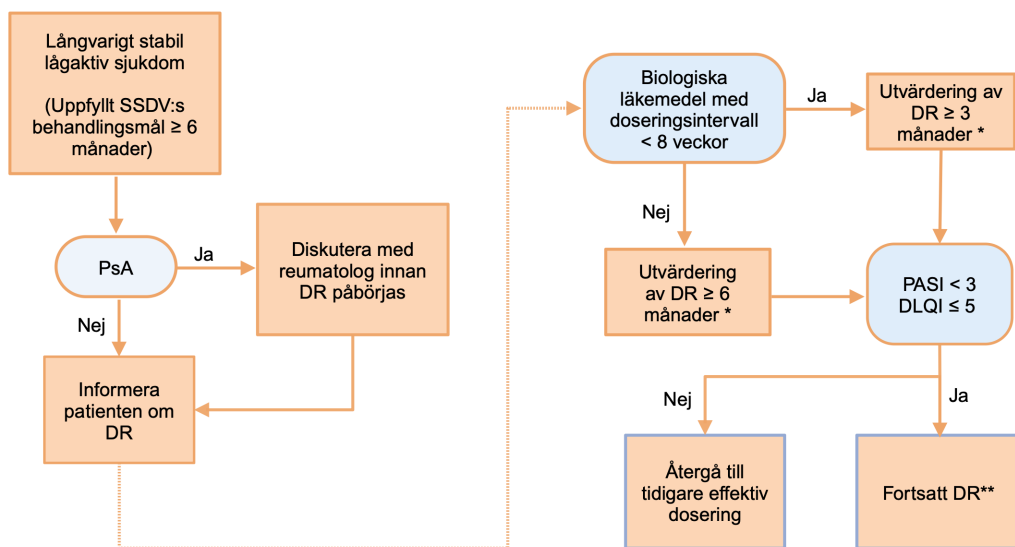 Långvarigt stabil
lågaktiv sjukdom
(Uppfyllt SSDV:s
behandlingsmål ≥ 6
månader)
PsA
Ja
Diskutera med
reumatolog innan
DR påbörjas
Nej
Informera
patienten om
DR
Biologiska
läkemedel med
doseringsintervall
< 8 veckor
Ja
Utvärdering av
DR ≥ 3
månader *
Nej
Utvärdering
av DR ≥ 6
månader *
PASI < 3
DLQI ≤ 5
Nej
Ja
Återgå till
tidigare effektiv
dosering
Fortsatt DR**